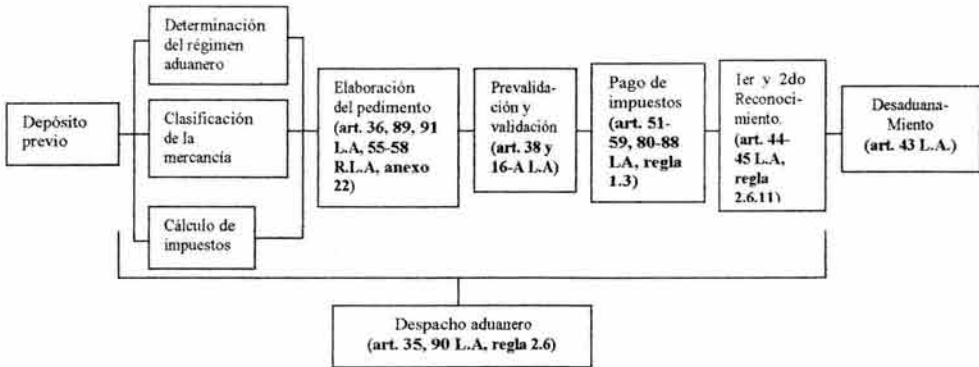 Depósito
previo
Determinación
del régimen
aduanero
Clasificación
de la
mercancía
Cálculo de
impuestos
Elaboración
del pedimento
(art. 36, 89, 91
L.A, 55-58
R.L.A, anexo
22)
Prevalida-
ción y
validación
(art. 38 y
16-A L.A)
Pago de
impuestos
(art. 51-
59, 80-88
LA, regla
1.3)
1er y 2do
Reconoci-
miento.
(art. 44-
45 L.A,
regla
2.6.11)
Desaduana-
Miento
(art. 43 L.A.)
Despacho aduanero
(art. 35, 90 L.A, regla 2.6)